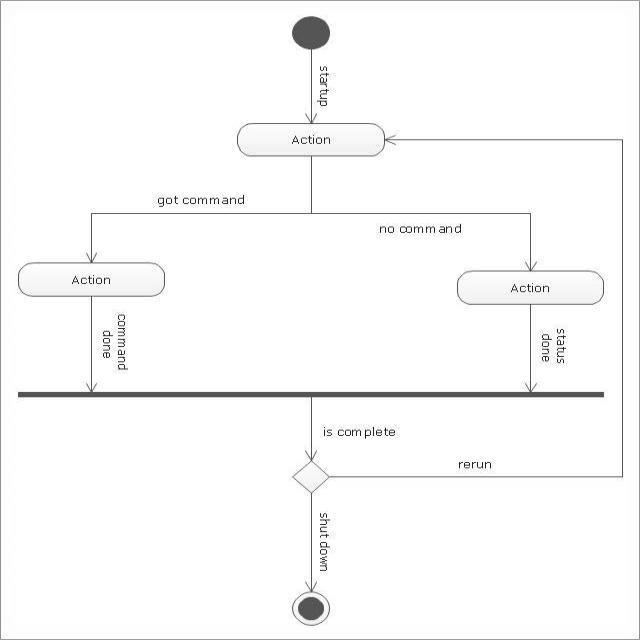 startup
Action
got command
no command
Action
Action
command
done
status
done
is complete
rerun
shut down